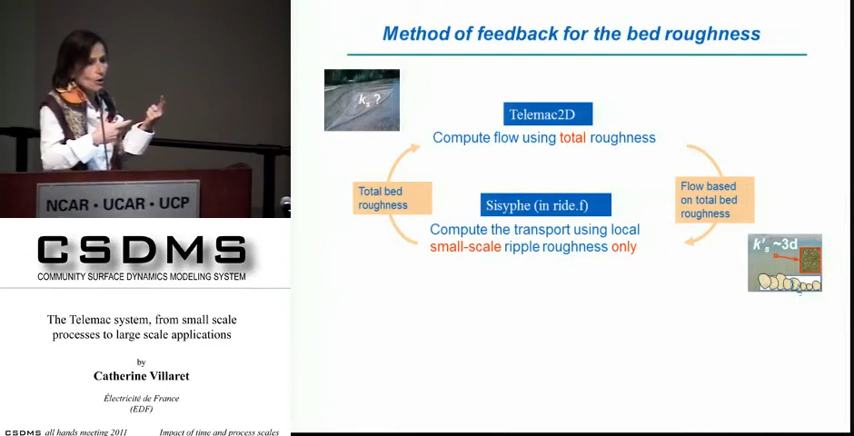 NCAR • UCAR • UCP
CSDMS
COMMUNITY SURFACE DYNAMICS MODELING SYSTEM
The Telemac system, from small scale
processes to large scale applications
by
Catherine Villaret
Électricité de France
(EDF)
CSDMS all hands meeting 2011 Impact of time and process scales
Method of feedback for the bed roughness
ks ?
Telemac2D
Compute flow using total roughness
Total bed
roughness
Flow based
on total bed
roughness
Sisyphe (in ride.f)
Compute the transport using local
small-scale ripple roughness only
k's ~3d